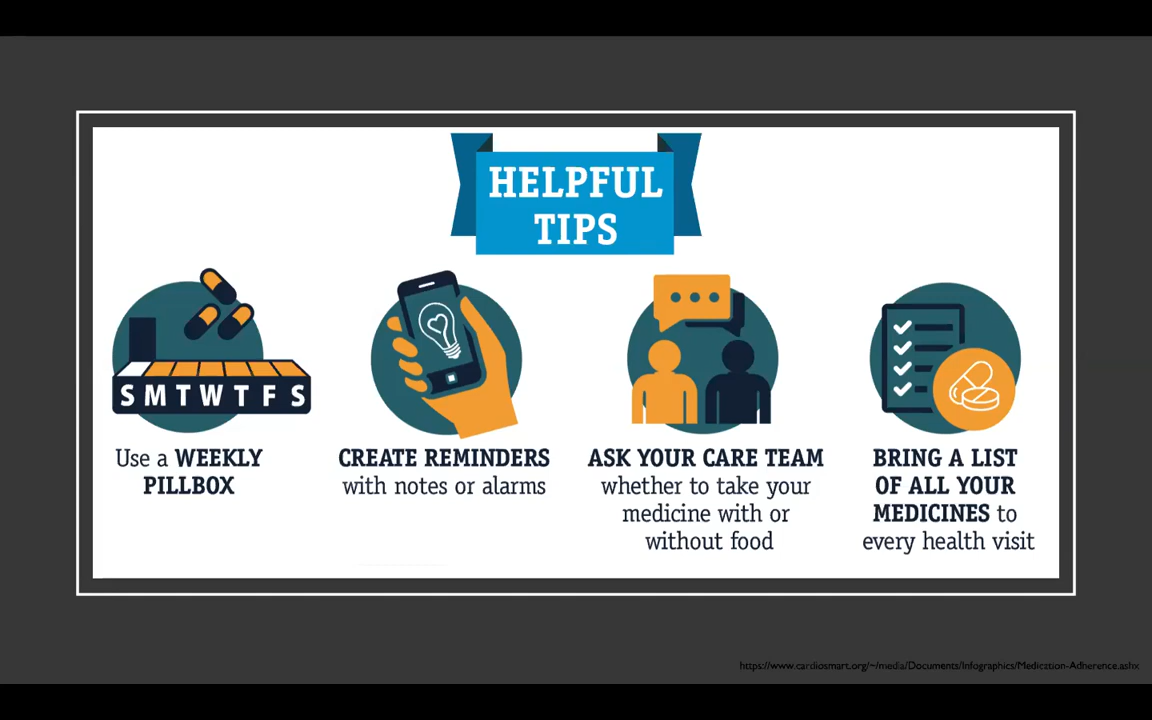 HELPFUL
TIPS
S M T W T F S
Use a WEEKLY
PILLBOX
CREATE REMINDERS
with notes or alarms
ASK YOUR CARE TEAM
whether to take your
medicine with or
without food
BRING A LIST
OF ALL YOUR
MEDICINES to
every health visit
https://www.cardiosmart.org/~/media/Documents/Infographics/Medication-Adherence.ashx